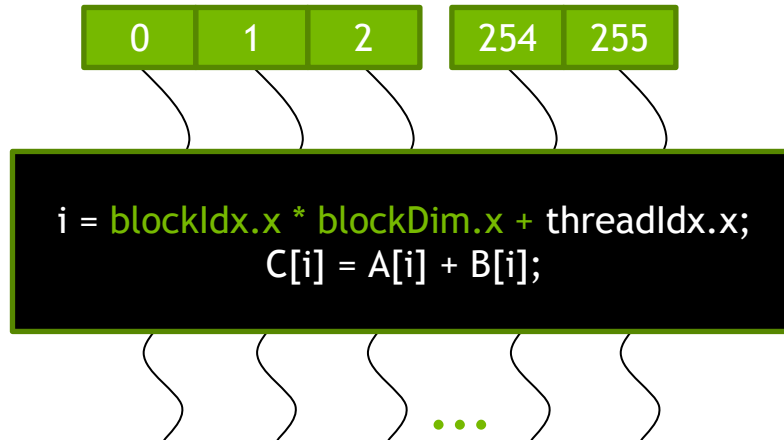 0 1 2 254 255
i = blockIdx.x * blockDim.x + threadIdx.x;
C[i] = A[i] + B[i];
...